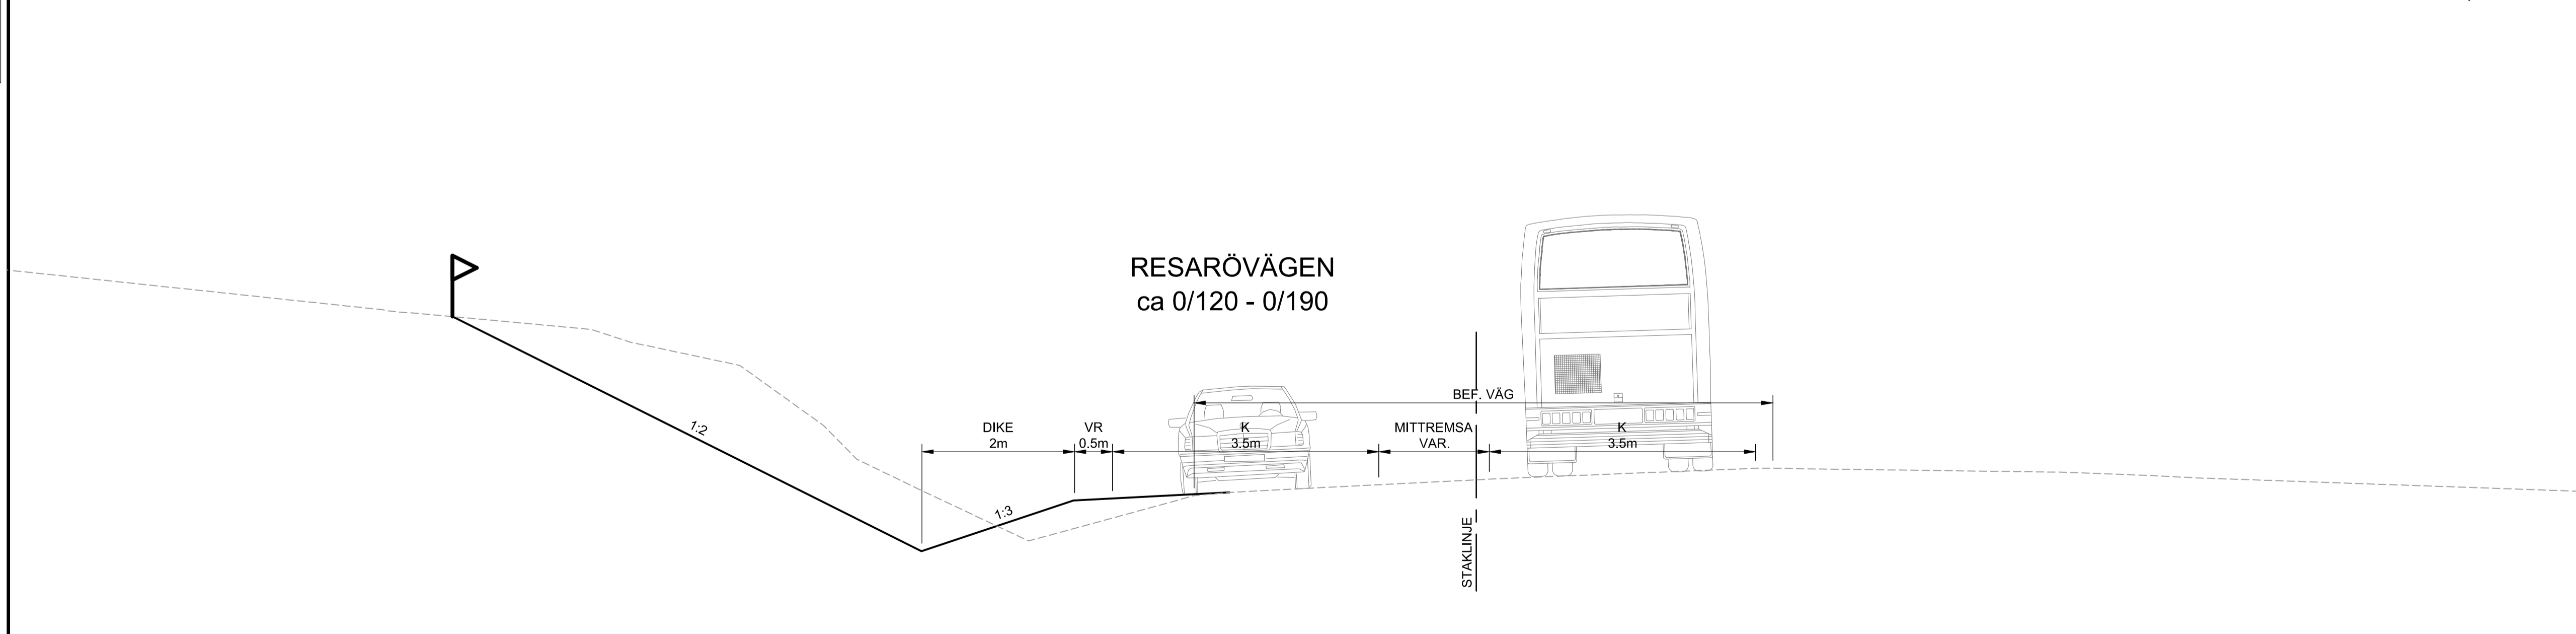 RESARÖVÄGEN
ca 0/120 - 0/190
BEF. VÄG
DIKE
2m
VR
0.5m
K
3.5m
MITTREMSA
VAR.
K
3.5m
1:2
1:3
STAKLINJE